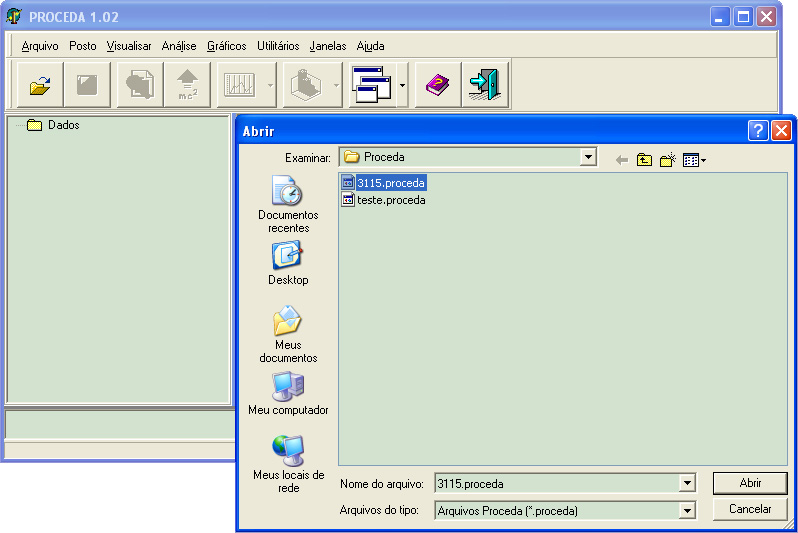 PROCEDA 1.02
Arquivo Posto Visualisar Análise Gráficos Utilitários Janelas Ajuda
mc²
Dados
Abrir
Examinar: Proceda
3115.proceda
teste.proceda
Documentos
recentes
Desktop
Meus
documentos
Meu computador
Meus locais de
rede
Nome do arquivo: 3115.proceda Abrir
Arquivos do tipo: Arquivos Proceda (*.proceda) Cancelar